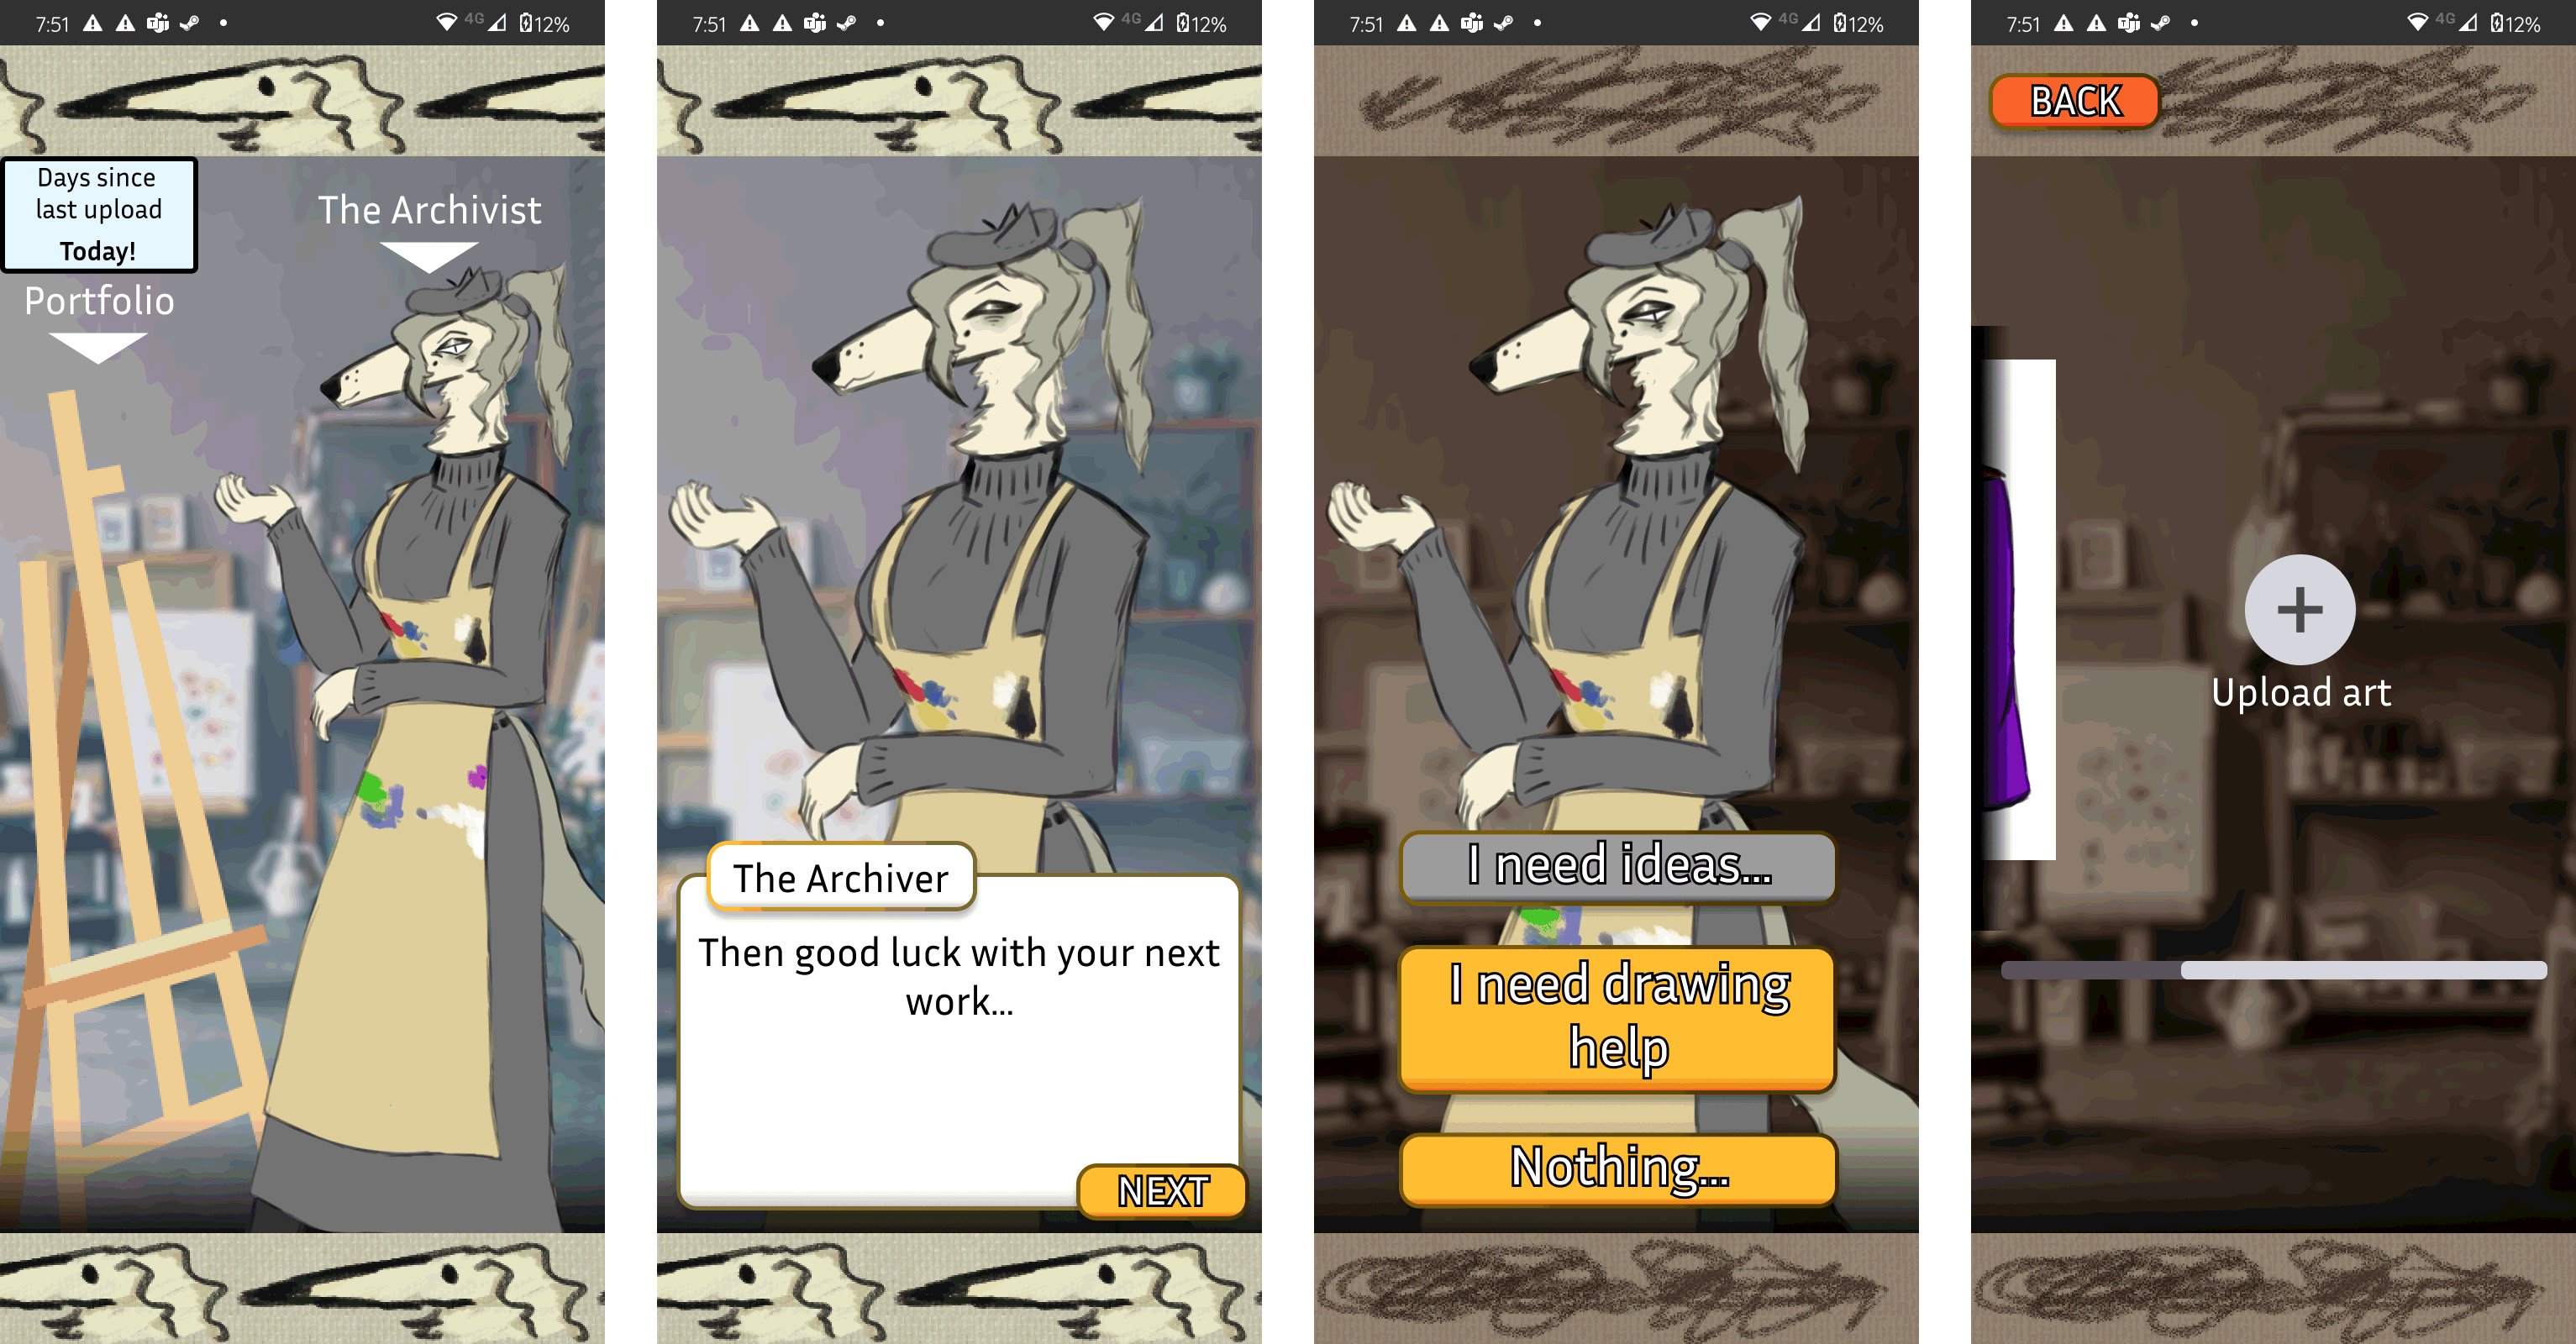 7:51
4G
12%
Days since
last upload
Today!
The Archivist
Portfolio
7:51
4G
12%
The Archiver
Then good luck with your next
work...
NEXT
7:51
4G
12%
I need ideas...
I need drawing
help
Nothing...
7:51
4G
12%
BACK
Upload art